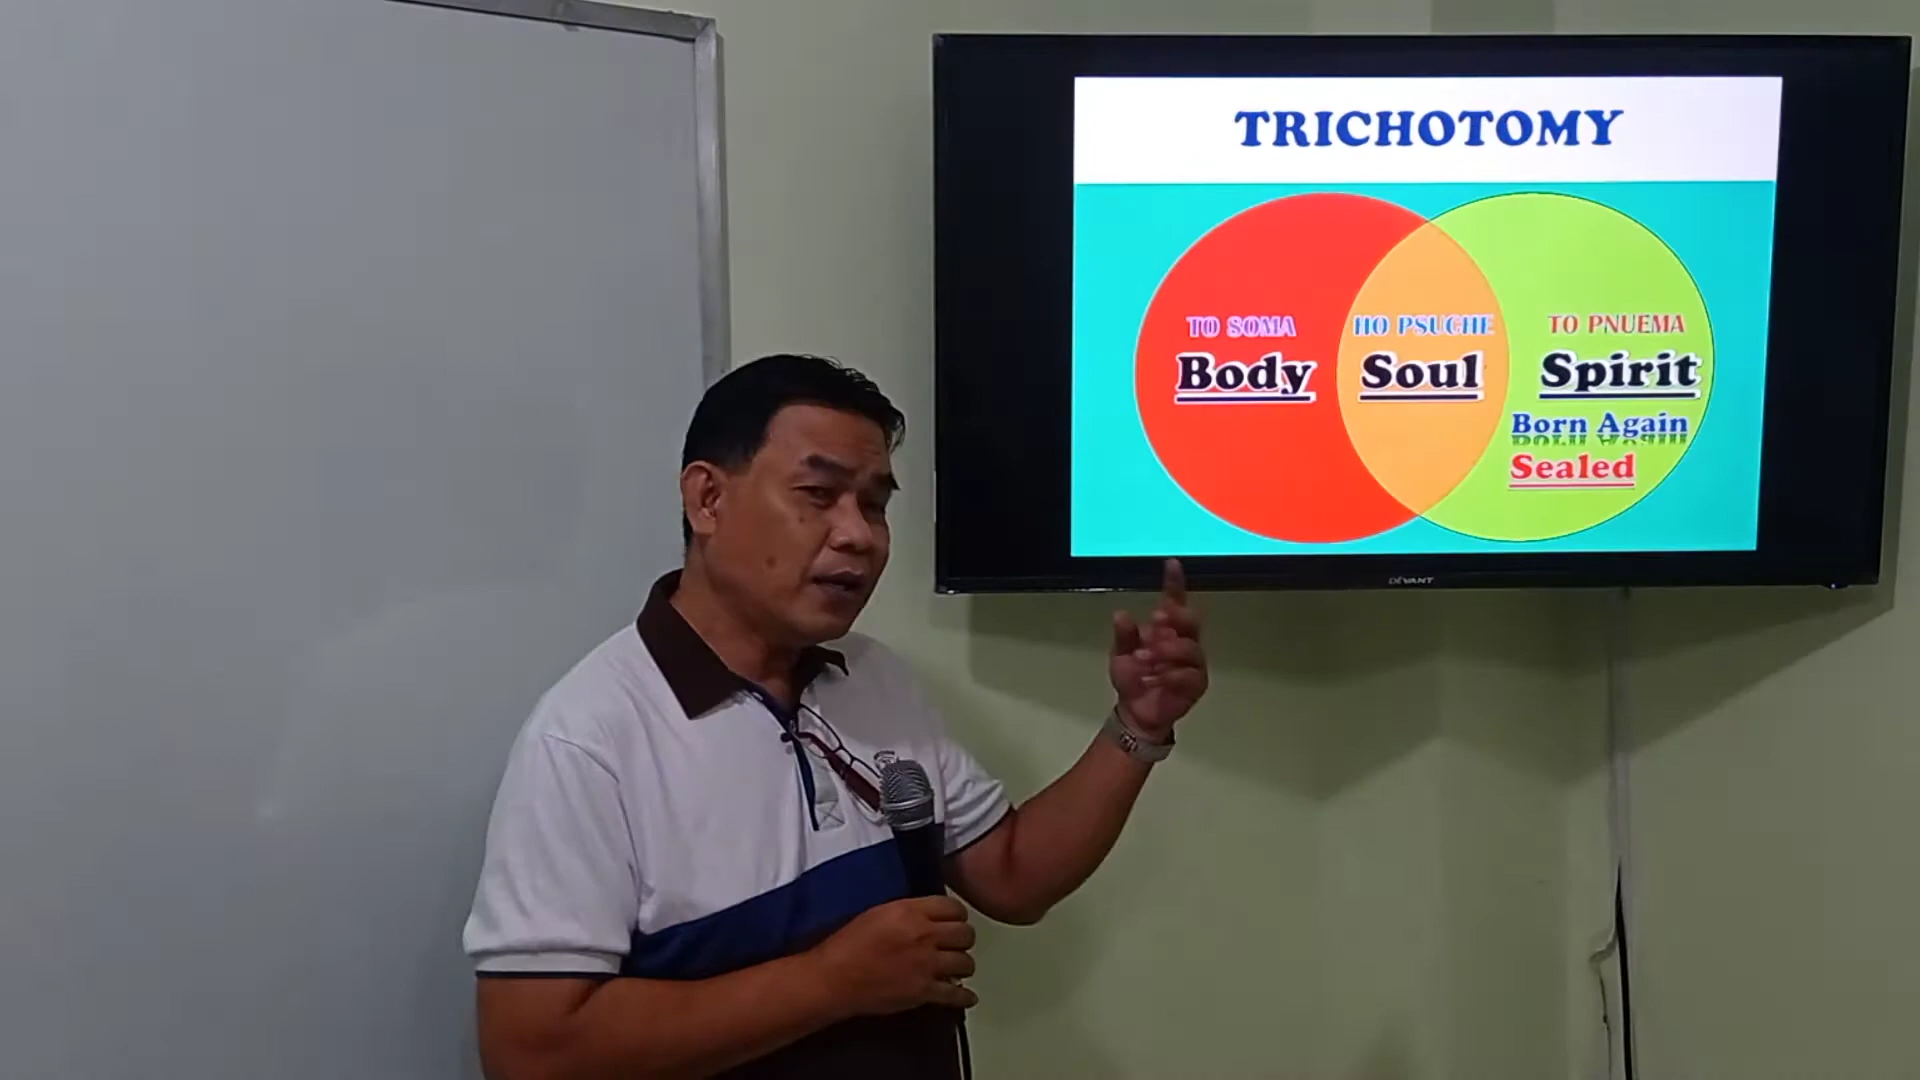 TRICHOTOMY
TO SOMA
Body
HO PSUCHE
Soul
TO PNUEMA
Spirit
Born Again
Sealed
DEVANT